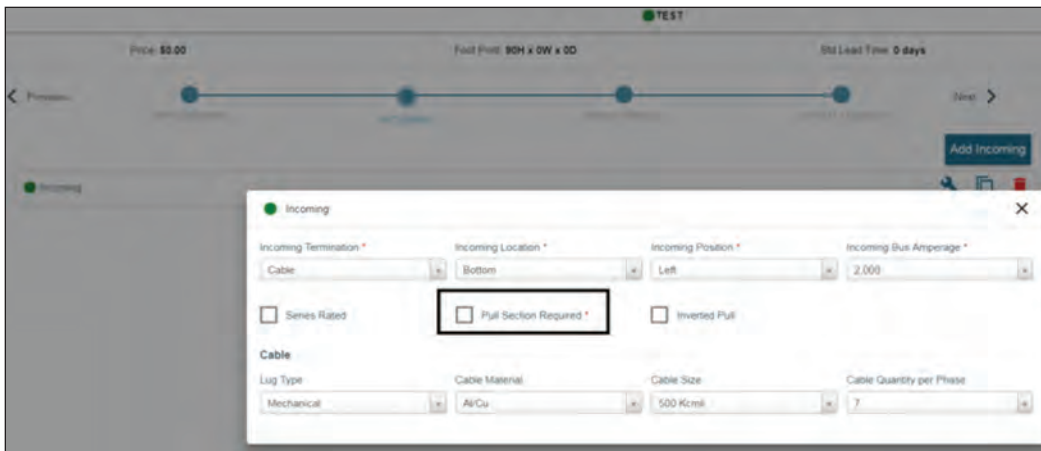 TEST
Price: $0.00 Foot Print: 90H x 0W x 0D Std Lead Time: 0 days
Previous Next
Add Incoming
Incoming
Incoming
Incoming Termination * Incoming Location * Incoming Position * Incoming Bus Amperage *
Cable Bottom Left 2,000
Series Rated Pull Section Required * Inverted Pull
Cable
Lug Type Cable Material Cable Size Cable Quantity per Phase
Mechanical Al/Cu 500 Kcmil 7